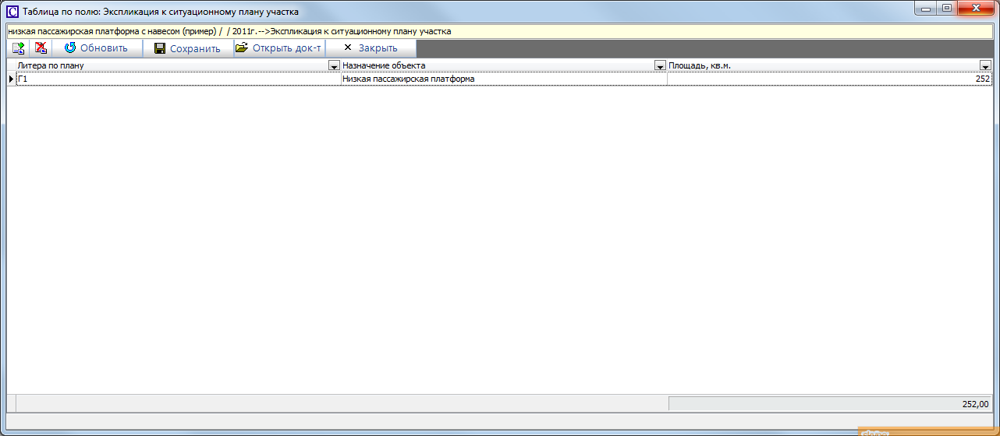 C Таблица по полю: Экспликация к ситуационному плану участка
низкая пассажирская платформа с навесом (пример) / / 2011г.-->Экспликация к ситуационному плану участка
Обновить Сохранить Открыть док-т Закрыть
Литера по плану Назначение объекта Площадь, кв.м.
Г1 Низкая пассажирская платформа 252
252,00